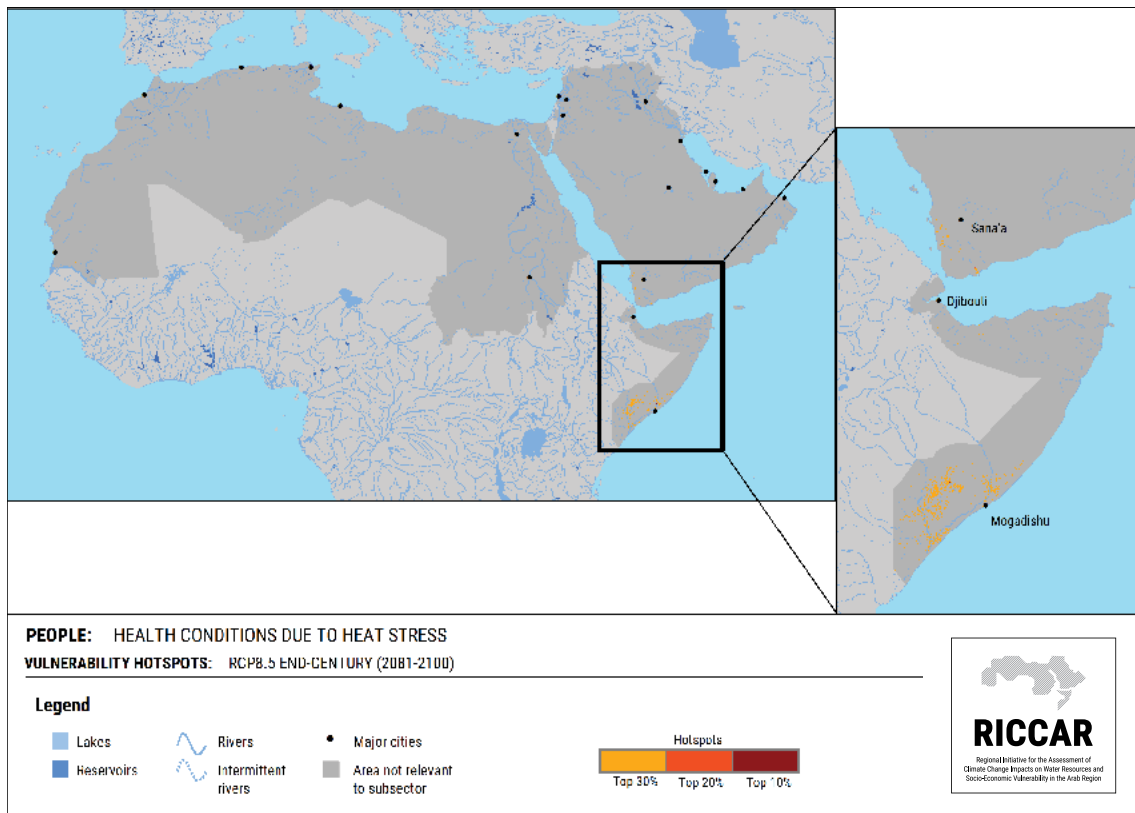 Sana'a
Djibouti
Mogadishu
PEOPLE: HEALTH CONDITIONS DUE TO HEAT STRESS
VULNERABILITY HOTSPOTS: RCP8.5 END-CENTURY (2081-2100)
Legend
Lakes
Rivers
Major cities
Reservoirs
Intermittent
rivers
Area not relevant
to subsector
Hotspots
Top 30%
Top 20%
Top 10%
RICCAR
Regional Initiative for the Assessment of
Climate Change Impacts on Water Resources and
Socio-Economic Vulnerability in the Arab Region